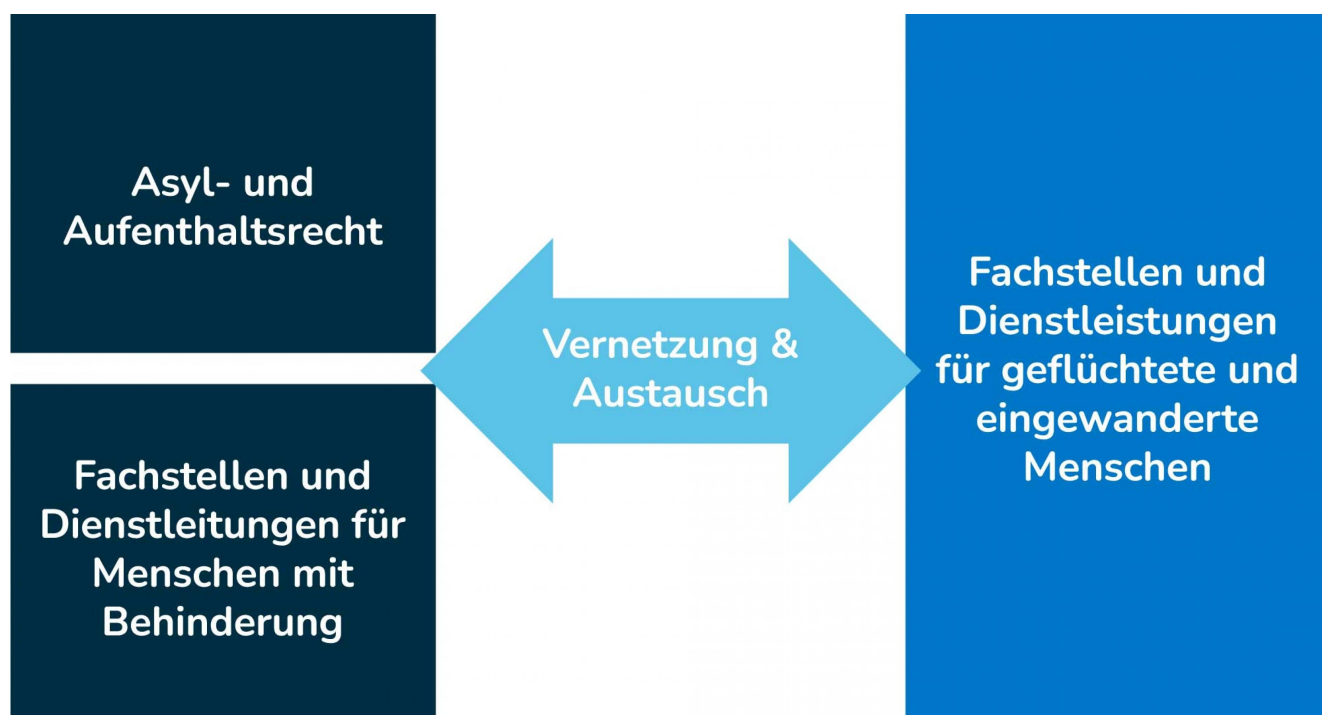 Asyl- und
Aufenthaltsrecht
Fachstellen und
Dienstleitungen für
Menschen mit
Behinderung
Vernetzung &
Austausch
Fachstellen und
Dienstleistungen
für geflüchtete und
eingewanderte
Menschen